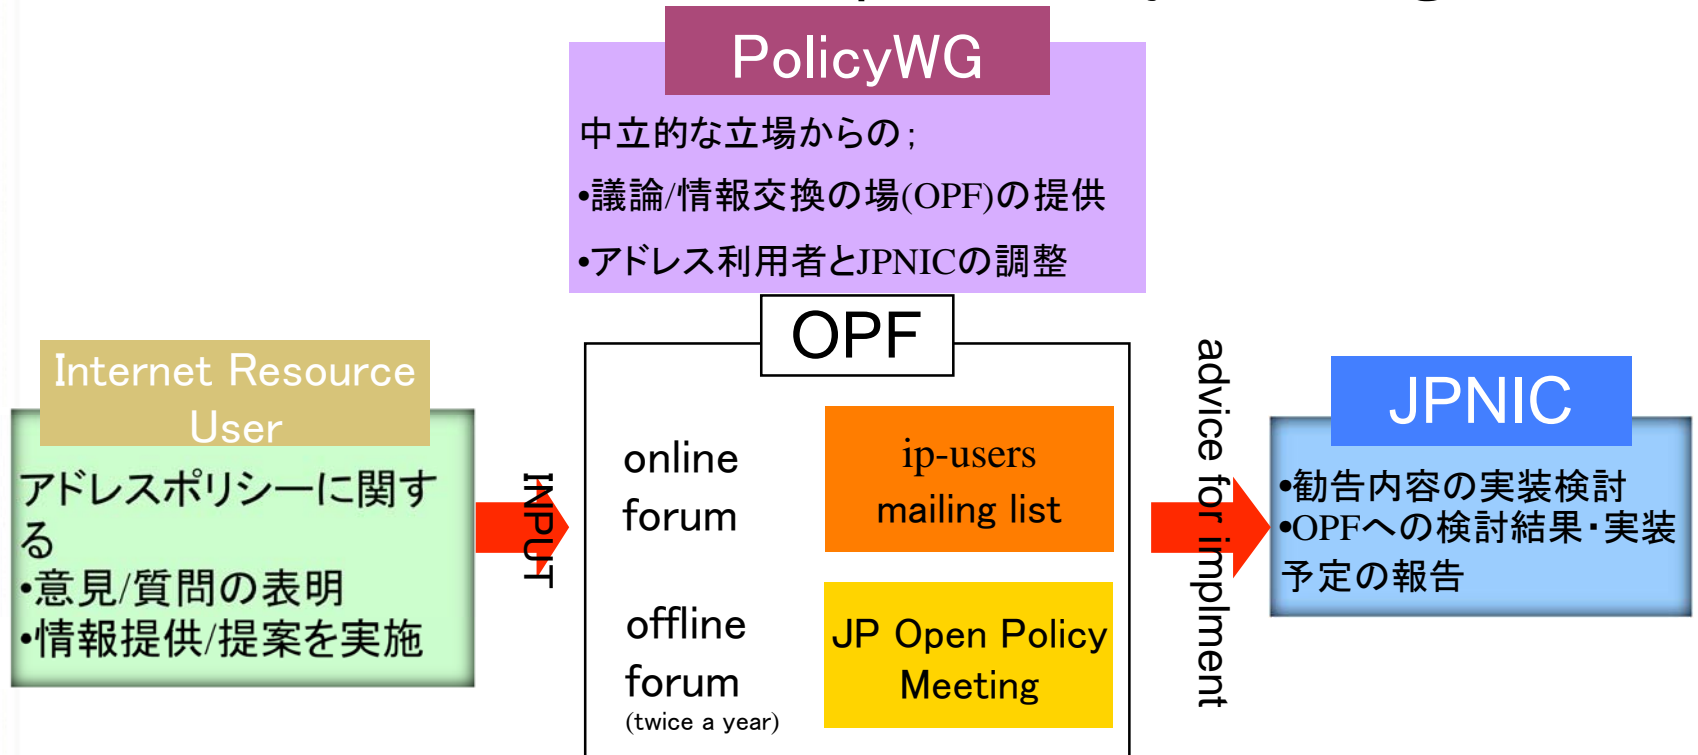 PolicyWG
中立的な立場からの;
•議論/情報交換の場(OPF)の提供
•アドレス利用者とJPNICの調整
Internet Resource
User
アドレスポリシーに関す
る
•意見/質問の表明
•情報提供/提案を実施
INPUT
OPF
online
forum
ip-users
mailing list
offline
forum
(twice a year)
JP Open Policy
Meeting
advice for implment
JPNIC
•勧告内容の実装検討
•OPFへの検討結果・実装
予定の報告